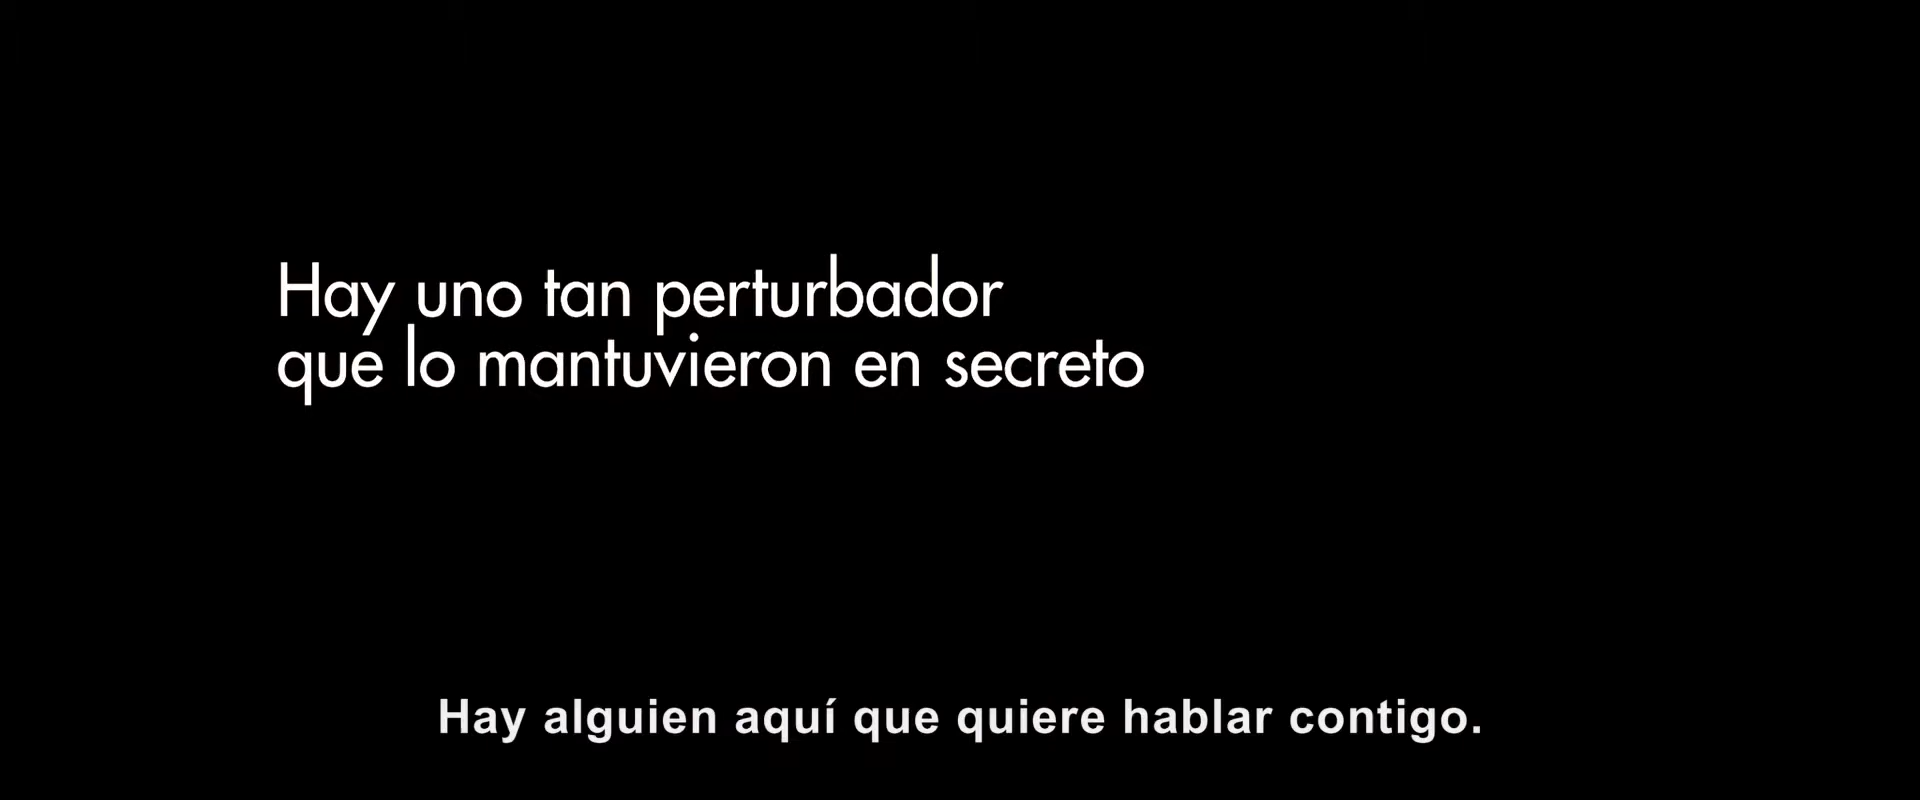 Hay uno tan perturbador
que lo mantuvieron en secreto
Hay alguien aquí que quiere hablar contigo.